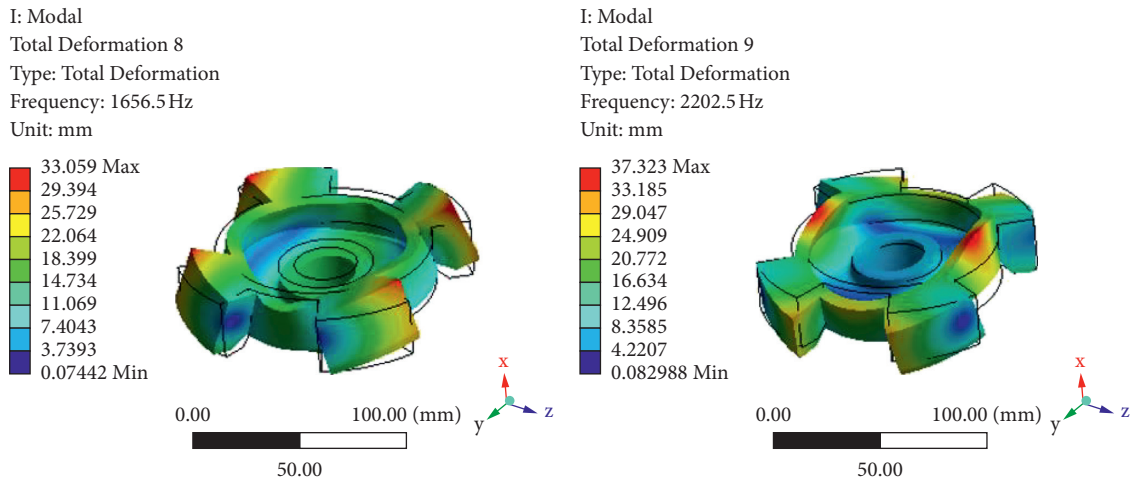 I: Modal
Total Deformation 8
Type: Total Deformation
Frequency: 1656.5 Hz
Unit: mm
33.059 Max
29.394
25.729
22.064
18.399
14.734
11.069
7.4043
3.7393
0.07442 Min
x
y
z
0.00
100.00 (mm)
50.00
I: Modal
Total Deformation 9
Type: Total Deformation
Frequency: 2202.5 Hz
Unit: mm
37.323 Max
33.185
29.047
24.909
20.772
16.634
12.496
8.3585
4.2207
0.082988 Min
x
y
z
0.00
100.00 (mm)
50.00